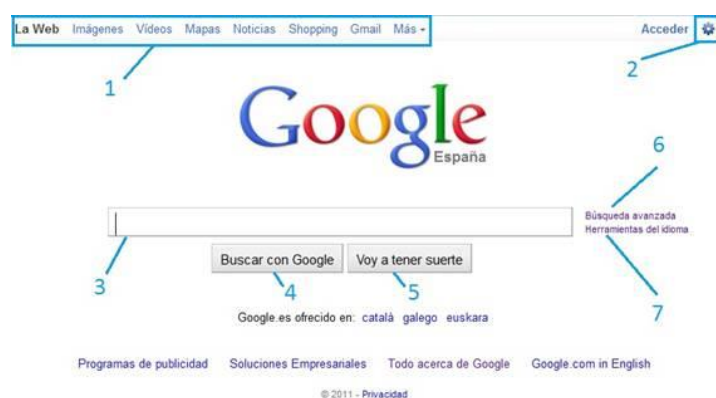 La Web Imágenes Vídeos Mapas Noticias Shopping Gmail Más Acceder
1
2
Google
España
6
Búsqueda avanzada
Herramientas del idioma
3
Buscar con Google Voy a tener suerte
4
5
7
Google.es ofrecido en: català galego euskara
Programas de publicidad Soluciones Empresariales Todo acerca de Google Google.com in English
© 2011 - Privacidad